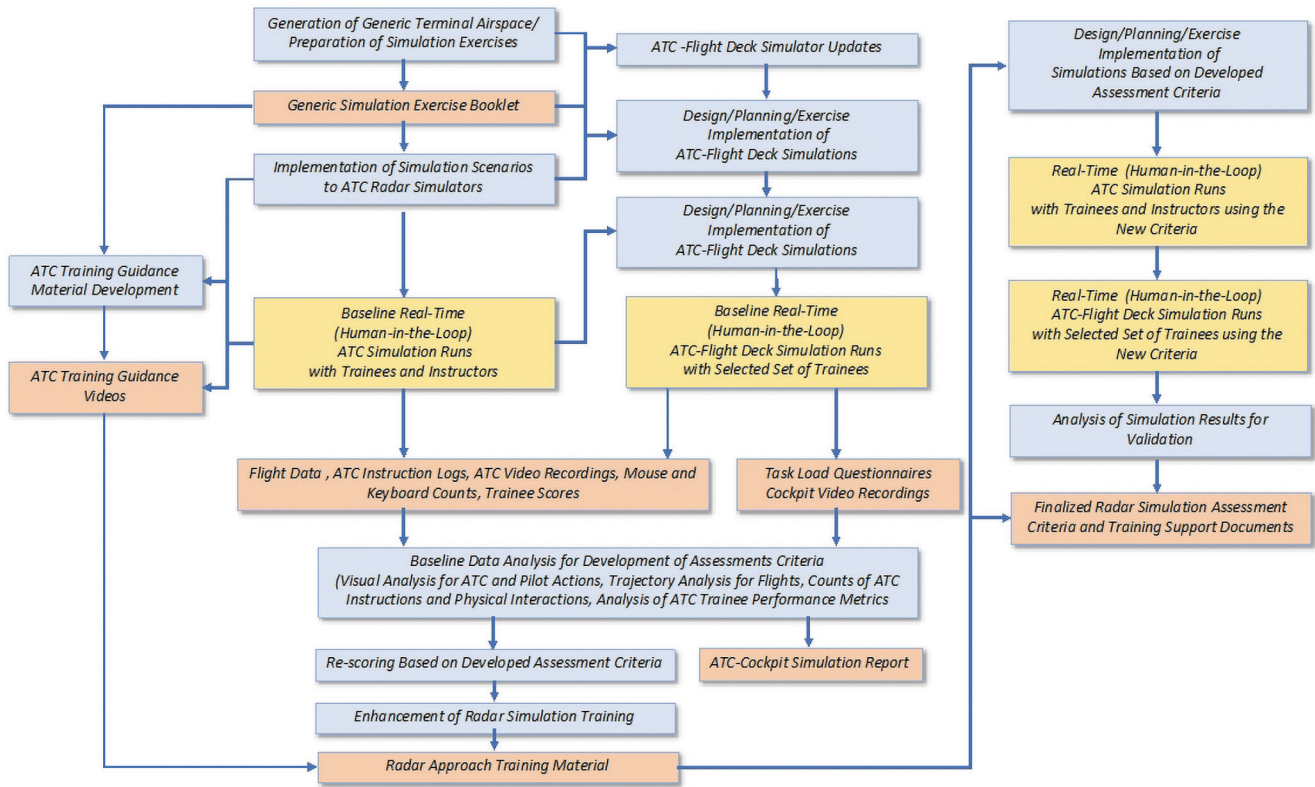 Generation of Generic Terminal Airspace/
Preparation of Simulation Exercises
Generic Simulation Exercise Booklet
Implementation of Simulation Scenarios
to ATC Radar Simulators
ATC Training Guidance
Material Development
ATC Training Guidance
Videos
Baseline Real-Time
(Human-in-the-Loop)
ATC Simulation Runs
with Trainees and Instructors
ATC -Flight Deck Simulator Updates
Design/Planning/Exercise
Implementation of
ATC-Flight Deck Simulations
Design/Planning/Exercise
Implementation of
ATC-Flight Deck Simulations
Baseline Real-Time
(Human-in-the-Loop)
ATC-Flight Deck Simulation Runs
with Selected Set of Trainees
Flight Data , ATC Instruction Logs, ATC Video Recordings, Mouse and
Keyboard Counts, Trainee Scores
Task Load Questionnaires
Cockpit Video Recordings
Baseline Data Analysis for Development of Assessments Criteria
(Visual Analysis for ATC and Pilot Actions, Trajectory Analysis for Flights, Counts of ATC
Instructions and Physical Interactions, Analysis of ATC Trainee Performance Metrics
Re-scoring Based on Developed Assessment Criteria
ATC-Cockpit Simulation Report
Enhancement of Radar Simulation Training
Radar Approach Training Material
Design/Planning/Exercise
Implementation of
Simulations Based on Developed
Assessment Criteria
Real-Time (Human-in-the-Loop)
ATC Simulation Runs
with Trainees and Instructors using the
New Criteria
Real-Time (Human-in-the-Loop)
ATC-Flight Deck Simulation Runs
with Selected Set of Trainees using the
New Criteria
Analysis of Simulation Results for
Validation
Finalized Radar Simulation Assessment
Criteria and Training Support Documents